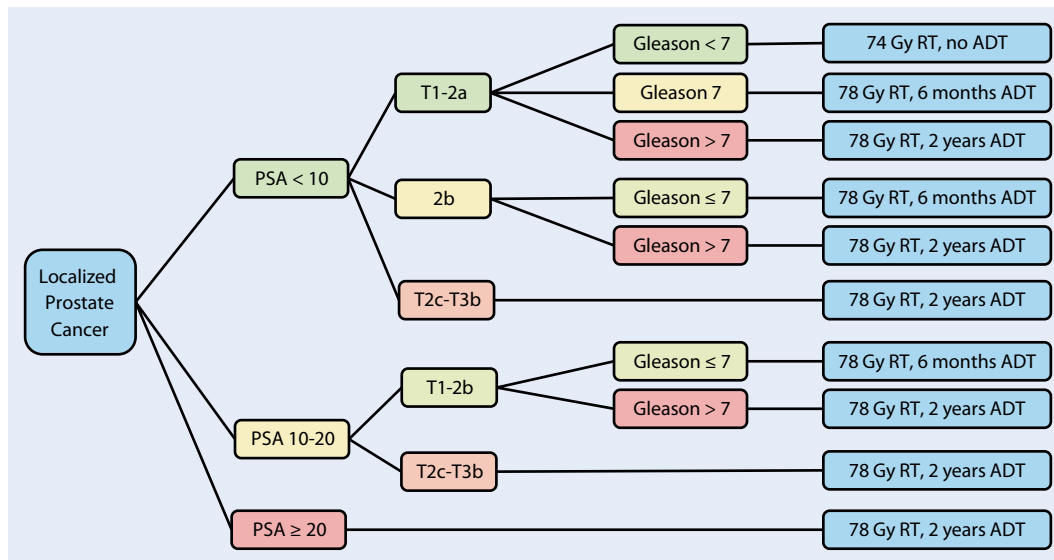 Localized
Prostate
Cancer
PSA < 10
T1-2a
Gleason < 7
74 Gy RT, no ADT
Gleason 7
78 Gy RT, 6 months ADT
Gleason > 7
78 Gy RT, 2 years ADT
2b
Gleason ≤ 7
78 Gy RT, 6 months ADT
Gleason > 7
78 Gy RT, 2 years ADT
T2c-T3b
78 Gy RT, 2 years ADT
PSA 10-20
T1-2b
Gleason ≤ 7
78 Gy RT, 6 months ADT
Gleason > 7
78 Gy RT, 2 years ADT
T2c-T3b
78 Gy RT, 2 years ADT
PSA ≥ 20
78 Gy RT, 2 years ADT